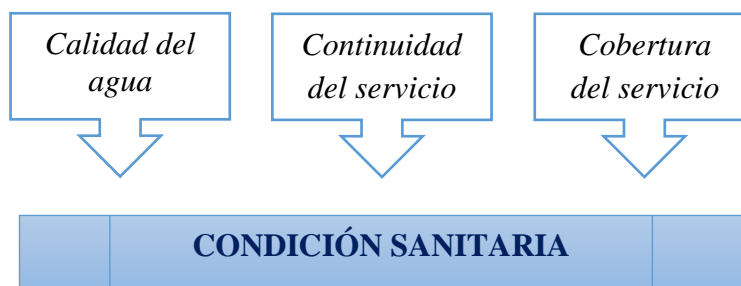 Calidad del
agua
Continuidad
del servicio
Cobertura
del servicio
CONDICIÓN SANITARIA